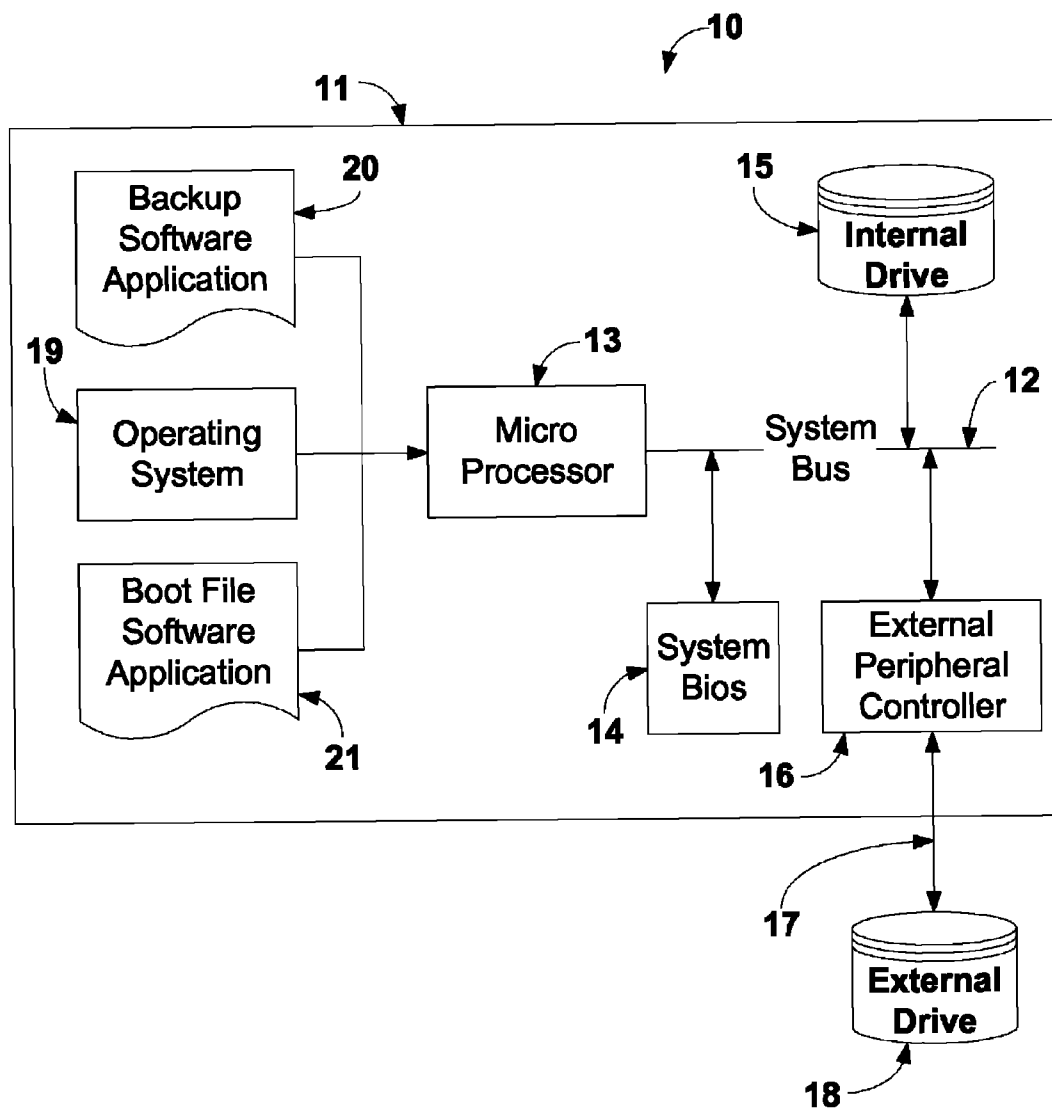 10
11
20
15
Backup
Software
Application
Internal
Drive
19
13
12
Operating
System
Micro
Processor
System
Bus
Boot File
Software
Application
System
Bios
External
Peripheral
Controller
21
14
16
17
External
Drive
18